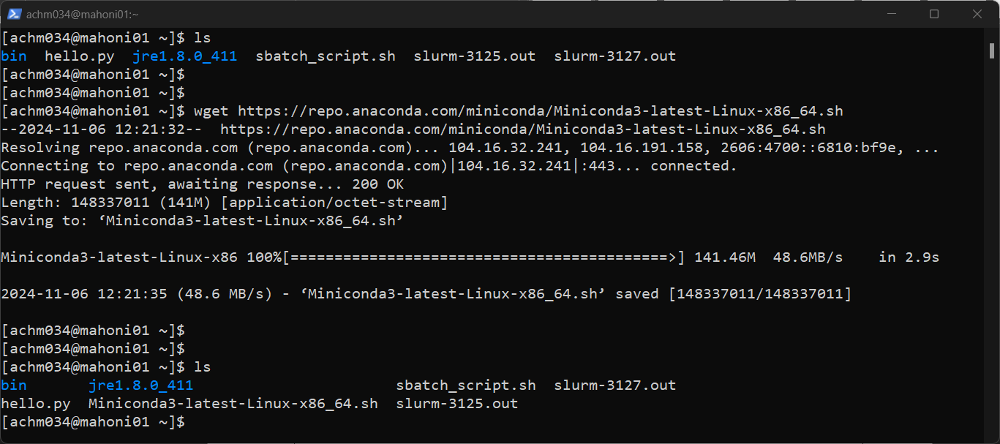 achm034@mahoni01:~
[achm034@mahoni01 ~]$ ls
bin  hello.py  jre1.8.0_411  sbatch_script.sh  slurm-3125.out  slurm-3127.out
[achm034@mahoni01 ~]$
[achm034@mahoni01 ~]$
[achm034@mahoni01 ~]$ wget https://repo.anaconda.com/miniconda/Miniconda3-latest-Linux-x86_64.sh
--2024-11-06 12:21:32--  https://repo.anaconda.com/miniconda/Miniconda3-latest-Linux-x86_64.sh
Resolving repo.anaconda.com (repo.anaconda.com)... 104.16.32.241, 104.16.191.158, 2606:4700::6810:bf9e, ...
Connecting to repo.anaconda.com (repo.anaconda.com)|104.16.32.241|:443... connected.
HTTP request sent, awaiting response... 200 OK
Length: 148337011 (141M) [application/octet-stream]
Saving to: ‘Miniconda3-latest-Linux-x86_64.sh’
Miniconda3-latest-Linux-x86 100%[===========================================>] 141.46M  48.6MB/s    in 2.9s
2024-11-06 12:21:35 (48.6 MB/s) - ‘Miniconda3-latest-Linux-x86_64.sh’ saved [148337011/148337011]
[achm034@mahoni01 ~]$
[achm034@mahoni01 ~]$
[achm034@mahoni01 ~]$ ls
bin       jre1.8.0_411                       sbatch_script.sh  slurm-3127.out
hello.py  Miniconda3-latest-Linux-x86_64.sh  slurm-3125.out
[achm034@mahoni01 ~]$